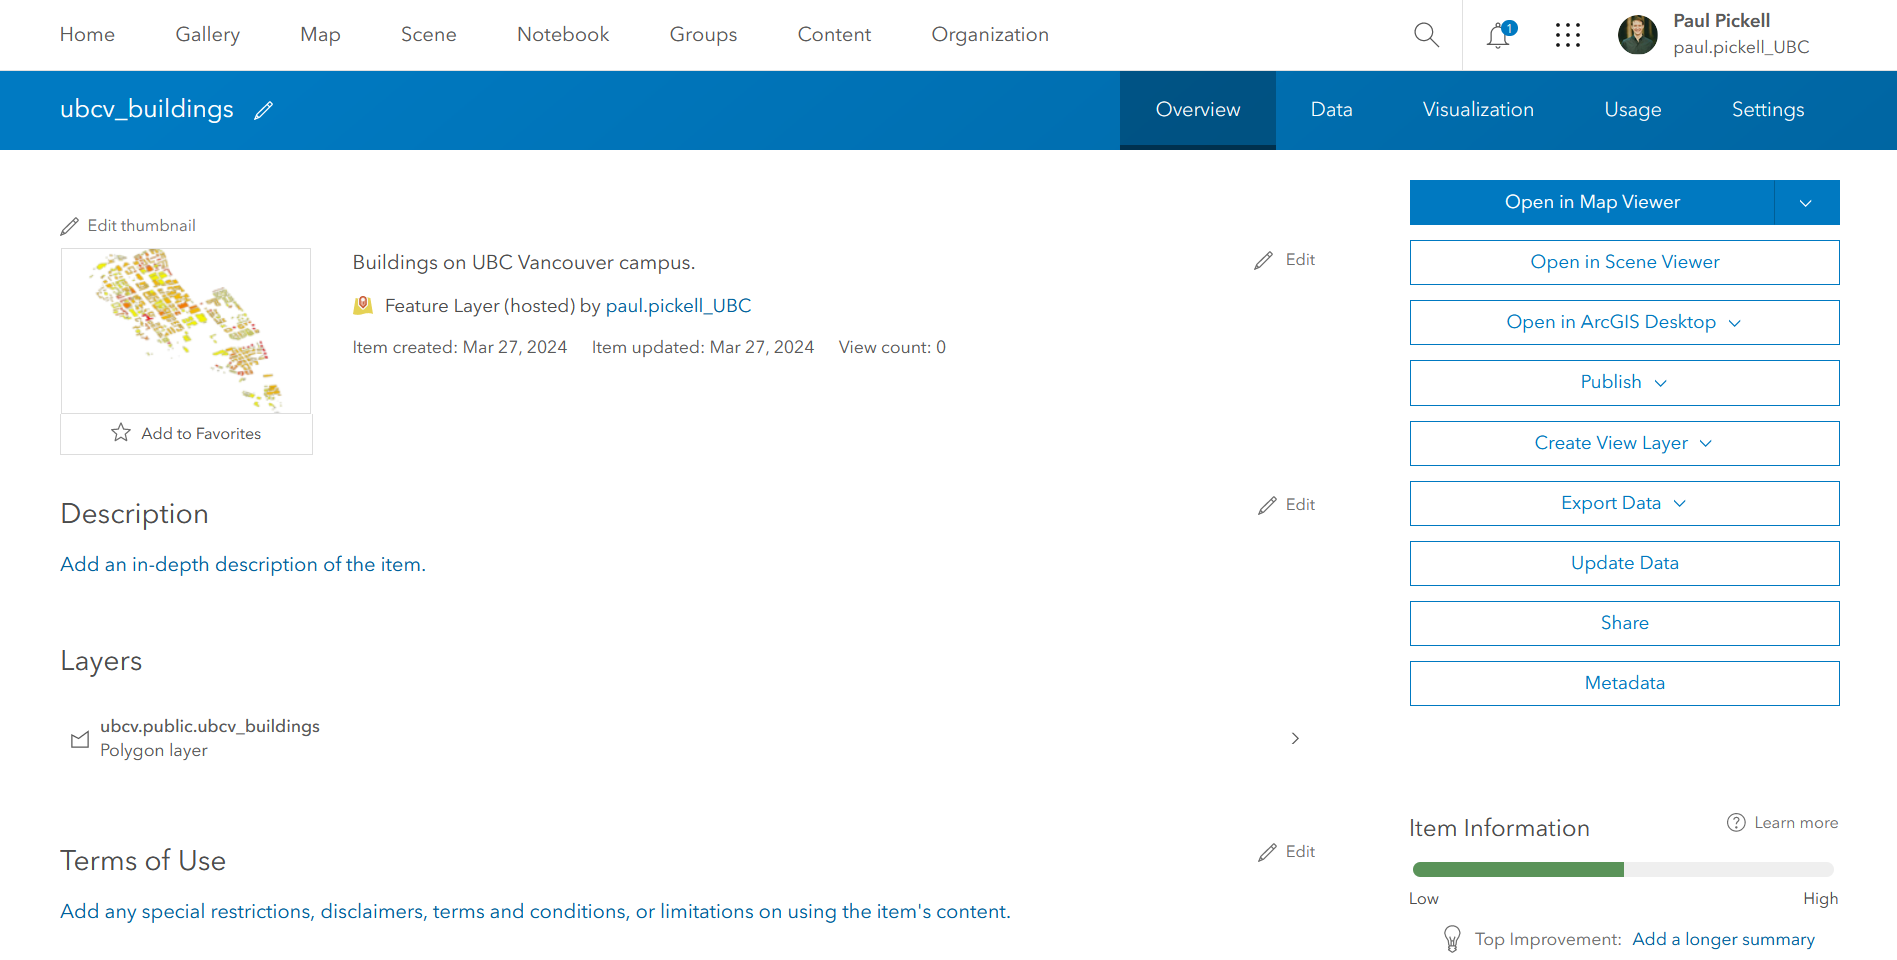 Home Gallery Map Scene Notebook Groups Content Organization 1 Paul Pickell
paul.pickell_UBC
ubcv_buildings Overview Data Visualization Usage Settings
Edit thumbnail
Buildings on UBC Vancouver campus. Edit
Feature Layer (hosted) by paul.pickell_UBC
Item created: Mar 27, 2024 Item updated: Mar 27, 2024 View count: 0
Add to Favorites
Description Edit
Add an in-depth description of the item.
Layers
ubcv.public.ubcv_buildings
Polygon layer
Terms of Use Edit
Add any special restrictions, disclaimers, terms and conditions, or limitations on using the item's content.
Open in Map Viewer
Open in Scene Viewer
Open in ArcGIS Desktop
Publish
Create View Layer
Export Data
Update Data
Share
Metadata
Item Information ? Learn more
Low High
Top Improvement: Add a longer summary